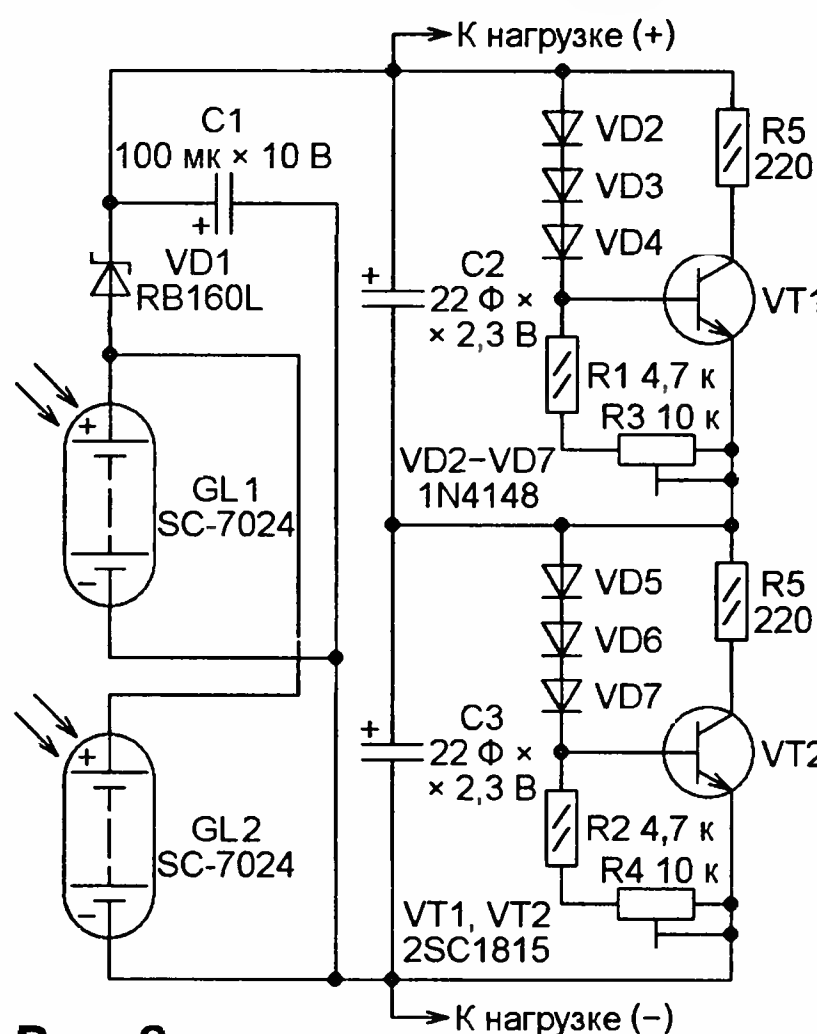 К нагрузке (+)
C1
100 мк × 10 В
+
VD1
RB160L
+
GL1
SC-7024
−
+
GL2
SC-7024
−
+
C2
22 Ф ×
× 2,3 В
VD2
VD3
VD4
R5
220
VT1
R1 4,7 к
R3 10 к
VD2−VD7
1N4148
+
C3
22 Ф ×
× 2,3 В
VD5
VD6
VD7
R5
220
VT2
R2 4,7 к
R4 10 к
VT1, VT2
2SC1815
К нагрузке (−)